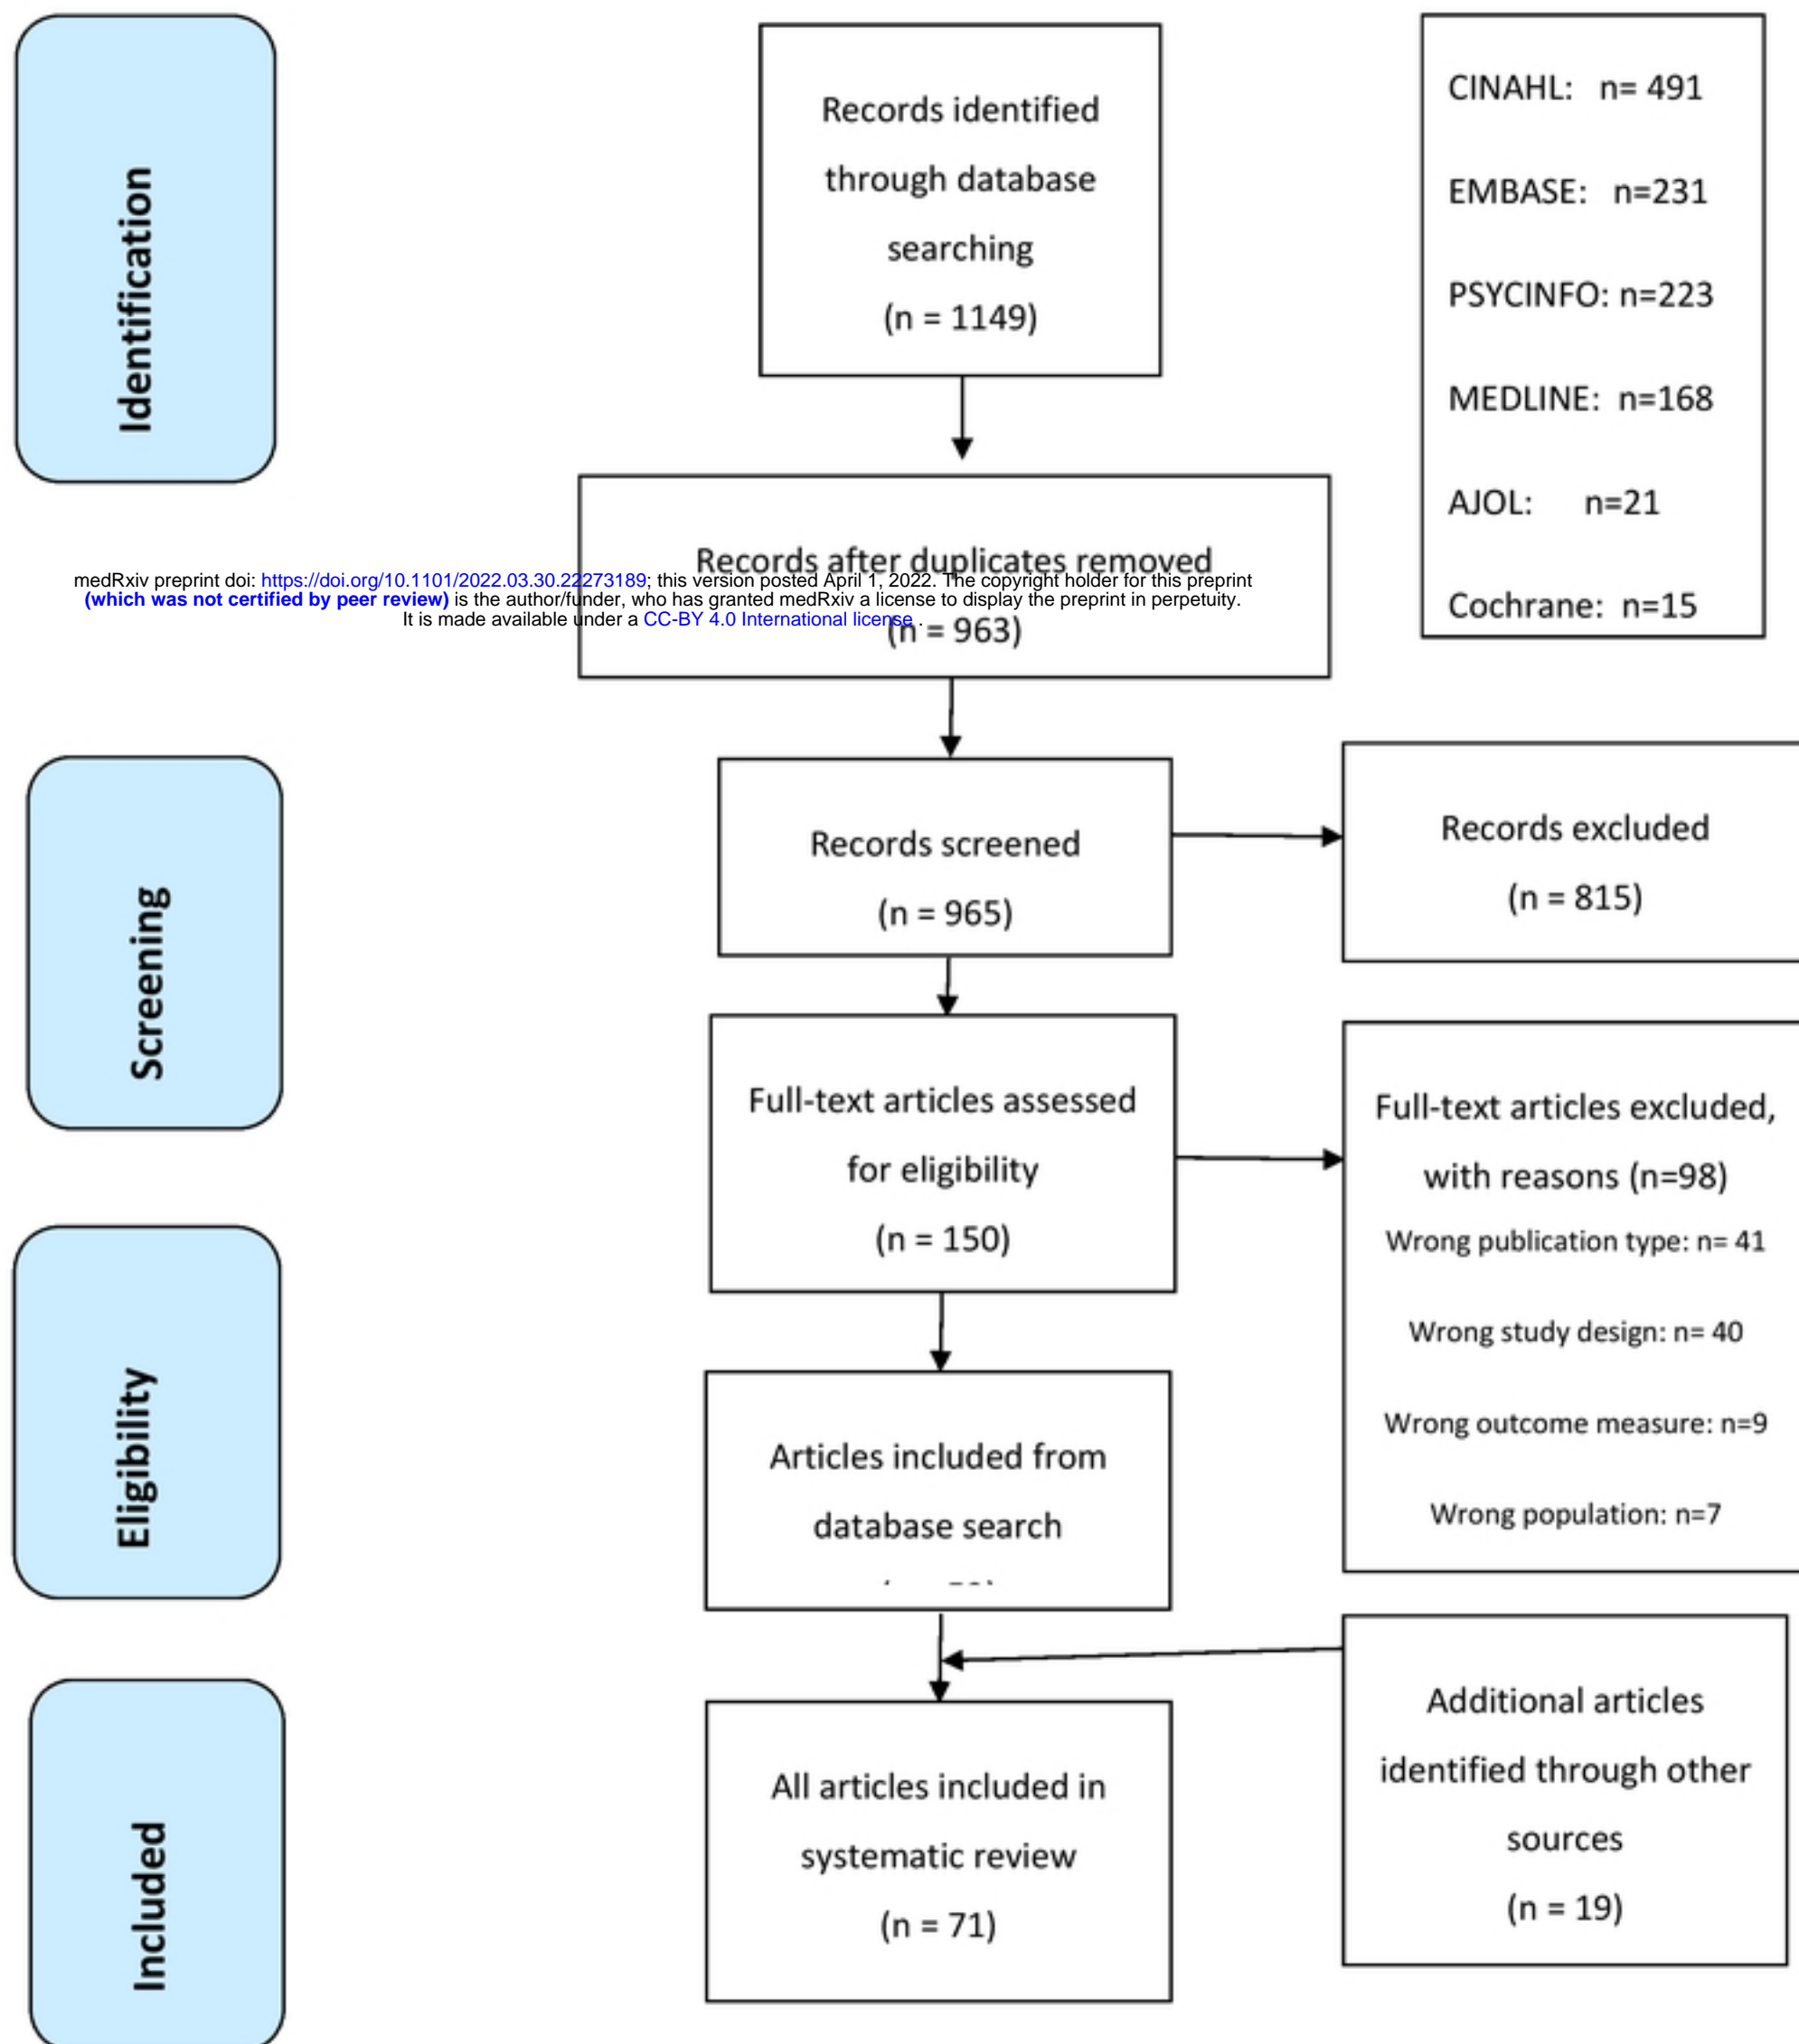 Identification
Records identified
through database
searching
(n = 1149)
CINAHL: n= 491
EMBASE: n=231
PSYCINFO: n=223
MEDLINE: n=168
AJOL: n=21
Cochrane: n=15
Records after duplicates removed
(n = 963)
medRxiv preprint doi: https://doi.org/10.1101/2022.03.30.22273189; this version posted April 1, 2022. The copyright holder for this preprint
(which was not certified by peer review) is the author/funder, who has granted medRxiv a license to display the preprint in perpetuity.
It is made available under a CC-BY 4.0 International license .
Screening
Records screened
(n = 965)
Records excluded
(n = 815)
Full-text articles assessed
for eligibility
(n = 150)
Full-text articles excluded,
with reasons (n=98)
Wrong publication type: n= 41
Wrong study design: n= 40
Wrong outcome measure: n=9
Wrong population: n=7
Eligibility
Articles included from
database search
Included
All articles included in
systematic review
(n = 71)
Additional articles
identified through other
sources
(n = 19)